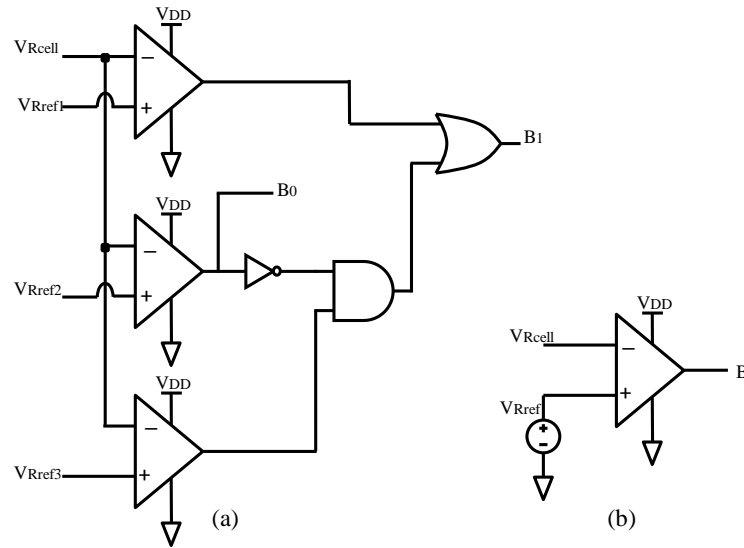 VDD
VRcell
−
VRref1
+
B1
VDD
B0
−
VRref2
+
VDD
VRcell
−
VDD
B
VRref
+
−
VRref3
+
+
−
(a)
(b)